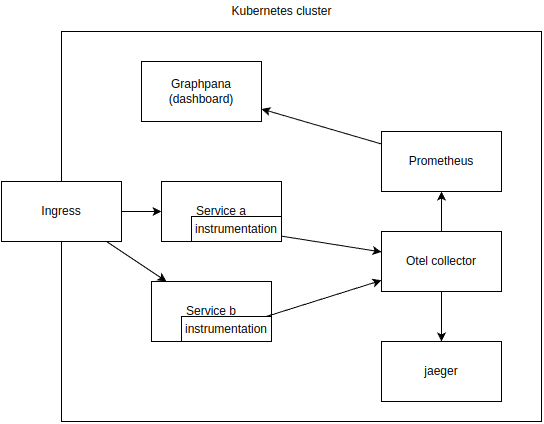 Kubernetes cluster
Graphpana
(dashboard)
Prometheus
Ingress
Service a
instrumentation
Otel collector
Service b
instrumentation
jaeger